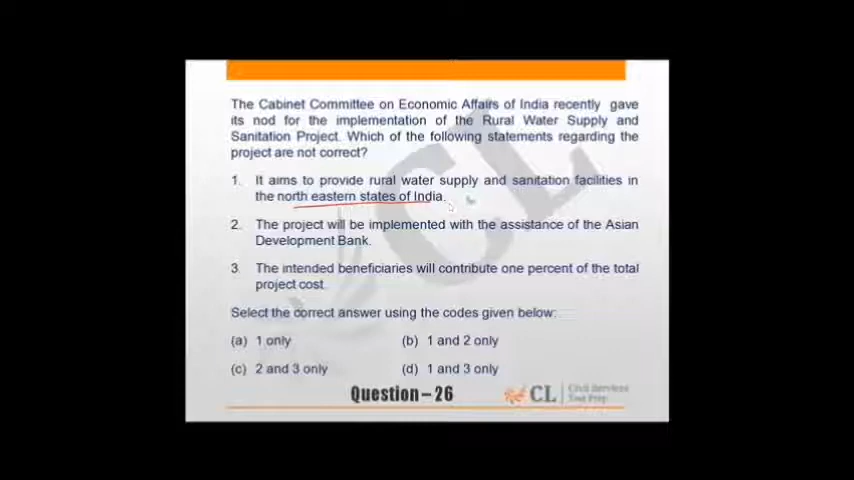 The Cabinet Committee on Economic Affairs of India recently gave
its nod for the implementation of the Rural Water Supply and
Sanitation Project. Which of the following statements regarding the
project are not correct?
1. It aims to provide rural water supply and sanitation facilities in
the north eastern states of India.
2. The project will be implemented with the assistance of the Asian
Development Bank.
3. The intended beneficiaries will contribute one percent of the total
project cost.
Select the correct answer using the codes given below:
(a) 1 only (b) 1 and 2 only
(c) 2 and 3 only (d) 1 and 3 only
Question – 26
CL Civil Services
Test Prep
CL